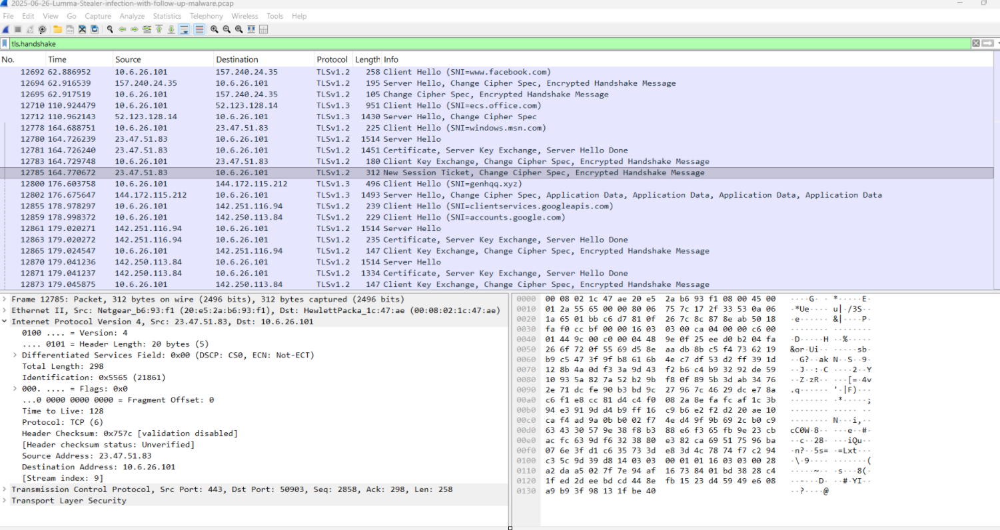 2025-06-26-Lumma-Stealer-infection-with-follow-up-malware.pcap
File Edit View Go Capture Analyze Statistics Telephony Wireless Tools Help
tls.handshake
No. Time Source Destination Protocol Length Info
12692 62.886952 10.6.26.101 157.240.24.35 TLSv1.2 258 Client Hello (SNI=www.facebook.com)
12694 62.916539 157.240.24.35 10.6.26.101 TLSv1.2 195 Server Hello, Change Cipher Spec, Encrypted Handshake Message
12695 62.917519 10.6.26.101 157.240.24.35 TLSv1.2 105 Change Cipher Spec, Encrypted Handshake Message
12710 110.924479 10.6.26.101 52.123.128.14 TLSv1.3 951 Client Hello (SNI=ecs.office.com)
12712 110.962143 52.123.128.14 10.6.26.101 TLSv1.3 1430 Server Hello, Change Cipher Spec
12778 164.688751 10.6.26.101 23.47.51.83 TLSv1.2 225 Client Hello (SNI=windows.msn.com)
12780 164.726239 23.47.51.83 10.6.26.101 TLSv1.2 1514 Server Hello
12781 164.726240 23.47.51.83 10.6.26.101 TLSv1.2 1451 Certificate, Server Key Exchange, Server Hello Done
12783 164.729748 10.6.26.101 23.47.51.83 TLSv1.2 180 Client Key Exchange, Change Cipher Spec, Encrypted Handshake Message
12785 164.770672 23.47.51.83 10.6.26.101 TLSv1.2 312 New Session Ticket, Change Cipher Spec, Encrypted Handshake Message
12800 176.603758 10.6.26.101 144.172.115.212 TLSv1.3 496 Client Hello (SNI=genhqq.xyz)
12802 176.675647 144.172.115.212 10.6.26.101 TLSv1.3 1493 Server Hello, Change Cipher Spec, Application Data, Application Data, Application Data, Application Data
12855 178.978297 10.6.26.101 142.251.116.94 TLSv1.2 239 Client Hello (SNI=clientservices.googleapis.com)
12859 178.998372 10.6.26.101 142.250.113.84 TLSv1.2 229 Client Hello (SNI=accounts.google.com)
12861 179.020271 142.251.116.94 10.6.26.101 TLSv1.2 1514 Server Hello
12863 179.020272 142.251.116.94 10.6.26.101 TLSv1.2 235 Certificate, Server Key Exchange, Server Hello Done
12865 179.024547 10.6.26.101 142.251.116.94 TLSv1.2 147 Client Key Exchange, Change Cipher Spec, Encrypted Handshake Message
12870 179.041236 142.250.113.84 10.6.26.101 TLSv1.2 1514 Server Hello
12871 179.041237 142.250.113.84 10.6.26.101 TLSv1.2 1334 Certificate, Server Key Exchange, Server Hello Done
12873 179.045875 10.6.26.101 142.250.113.84 TLSv1.2 147 Client Key Exchange, Change Cipher Spec, Encrypted Handshake Message
Frame 12785: Packet, 312 bytes on wire (2496 bits), 312 bytes captured (2496 bits)
Ethernet II, Src: Netgear_b6:93:f1 (20:e5:2a:b6:93:f1), Dst: HewlettPacka_1c:47:ae (00:08:02:1c:47:ae)
Internet Protocol Version 4, Src: 23.47.51.83, Dst: 10.6.26.101
0100 .... = Version: 4
.... 0101 = Header Length: 20 bytes (5)
Differentiated Services Field: 0x00 (DSCP: CS0, ECN: Not-ECT)
Total Length: 298
Identification: 0x5565 (21861)
000. .... = Flags: 0x0
...0 0000 0000 0000 = Fragment Offset: 0
Time to Live: 128
Protocol: TCP (6)
Header Checksum: 0x757c [validation disabled]
[Header checksum status: Unverified]
Source Address: 23.47.51.83
Destination Address: 10.6.26.101
[Stream index: 9]
Transmission Control Protocol, Src Port: 443, Dst Port: 50903, Seq: 2858, Ack: 298, Len: 258
Transport Layer Security
0000 00 08 02 1c 47 ae 20 e5 2a b6 93 f1 08 00 45 00 ····G· · *·····E·
0010 01 2a 55 65 00 00 80 06 75 7c 17 2f 33 53 0a 06 ·*Ue···· u|·/3S··
0020 1a 65 01 bb c6 d7 81 0f 26 7c 8c 87 8e ab 50 18 ·e······ &|····P·
0030 fa f0 cc bf 00 00 16 03 03 00 ca 04 00 00 c6 00 ········ ········
0040 01 44 9c 00 c0 00 04 48 9e 0f 25 ee d0 b2 04 fa ·D·····H ··%·····
0050 26 6f 72 0f 55 69 d5 8e aa db 8b c5 f4 73 62 19 &or·Ui·· ·····sb·
0060 b9 c5 47 3f 9f b8 61 6b 4e c7 df 53 d2 ff 39 1d ··G?··ak N··S··9·
0070 12 8b 4a 0d f3 3a 9d 43 f2 b6 c4 b9 32 92 de 59 ··J··:·C ····2··Y
0080 10 93 5a 82 7a 52 b2 9b f8 0f 89 5b 3d ab 34 76 ··Z·zR·· ···[=·4v
0090 2e 71 dc fe 90 b3 bd 9c 27 96 7c 46 29 dc e7 8a .q······ '·|F)···
00a0 c6 f1 e8 cc 81 d4 c4 f0 08 2a 8e fa fc af 1c 3b ········ ·*·····;
00b0 94 e3 91 9d d4 b9 ff 16 c9 b6 e2 f2 d2 20 ae 10
00c0 ca f4 ad 9a 0b b0 02 f7 4e d4 9f 9b 69 2c b0 c9 ········ N···i,··
00d0 63 43 30 57 9e 38 f8 b3 88 e6 f3 65 fb 9e 23 cb cC0W·8·· ···e··#·
00e0 ac fc 63 9d f6 32 38 80 e3 82 ca 69 51 75 96 ba ··c··28· ···iQu··
00f0 07 6e 3f d1 c6 35 73 3d e8 3d 4c 78 74 f7 c2 94 ·n?··5s= ·=Lxt···
0100 c3 5c 9d 39 d8 14 03 03 00 01 01 16 03 03 00 28 ·\·9···· ·······(
0110 a2 da a5 02 7f 7e 94 af 16 73 84 01 bd 38 28 c4 ·····~·· ·s···8(·
0120 1f ed 2d ee bd cd 44 8e fb 15 23 d4 59 49 e6 08 ··-···D· ··#·YI··
0130 a9 b9 3f 98 13 1f be 40 ··?····@